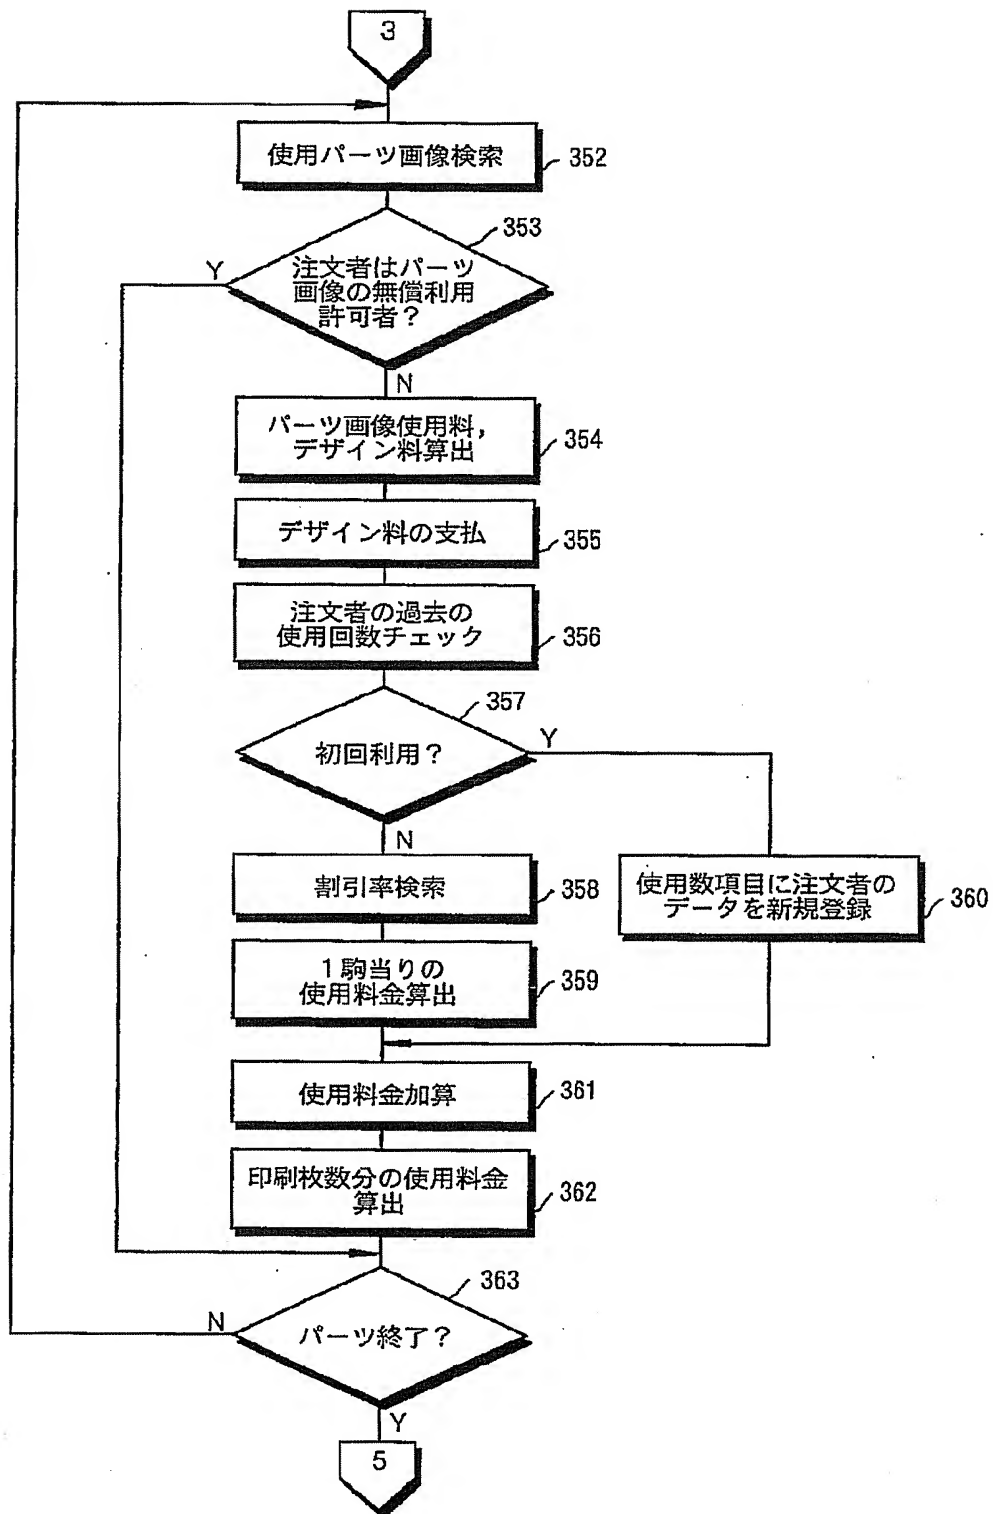 3
使用パーツ画像検索
352
353
Y
注文者はパーツ
画像の無償利用
許可者？
N
パーツ画像使用料，
デザイン料算出
354
デザイン料の支払
355
注文者の過去の
使用回数チェック
356
357
初回利用？
Y
N
割引率検索
358
使用数項目に注文者の
データを新規登録
360
1駒当りの
使用料金算出
359
使用料金加算
361
印刷枚数分の使用料金
算出
362
363
N
パーツ終了？
Y
5